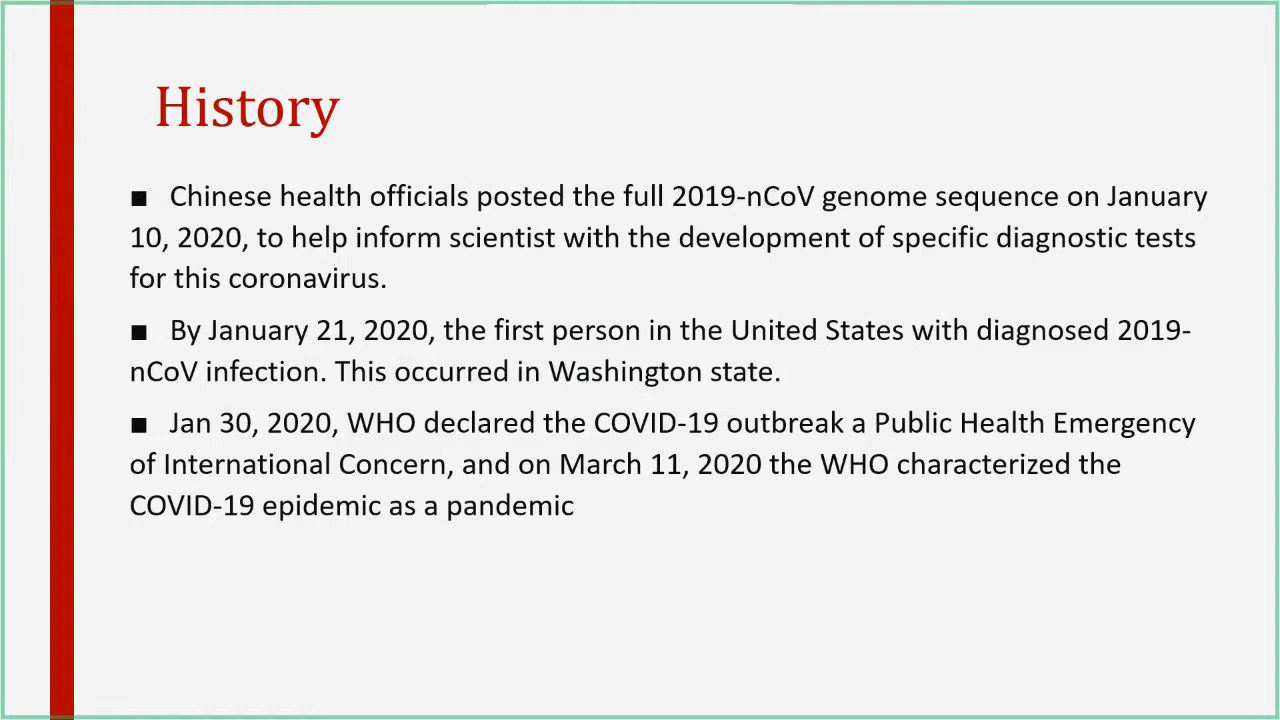 History
■ Chinese health officials posted the full 2019-nCoV genome sequence on January
10, 2020, to help inform scientist with the development of specific diagnostic tests
for this coronavirus.
■ By January 21, 2020, the first person in the United States with diagnosed 2019-
nCoV infection. This occurred in Washington state.
■ Jan 30, 2020, WHO declared the COVID-19 outbreak a Public Health Emergency
of International Concern, and on March 11, 2020 the WHO characterized the
COVID-19 epidemic as a pandemic